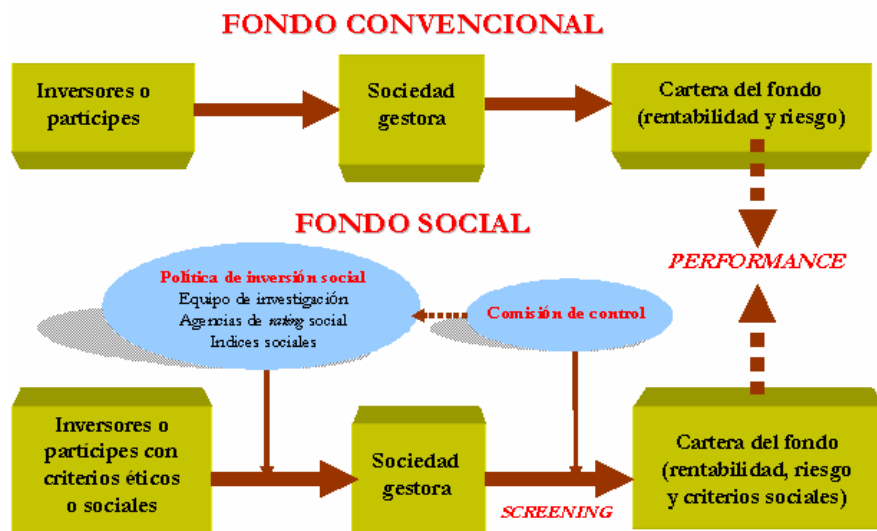 FONDO CONVENCIONAL
Inversores o
partícipes
Sociedad
gestora
Cartera del fondo
(rentabilidad y riesgo)
FONDO SOCIAL
PERFORMANCE
Política de inversión social
Equipo de investigación
Agencias de rating social
Indices sociales
Comisión de control
Inversores o
partícipes con
criterios éticos
o sociales
Sociedad
gestora
SCREENING
Cartera del fondo
(rentabilidad, riesgo
y criterios sociales)